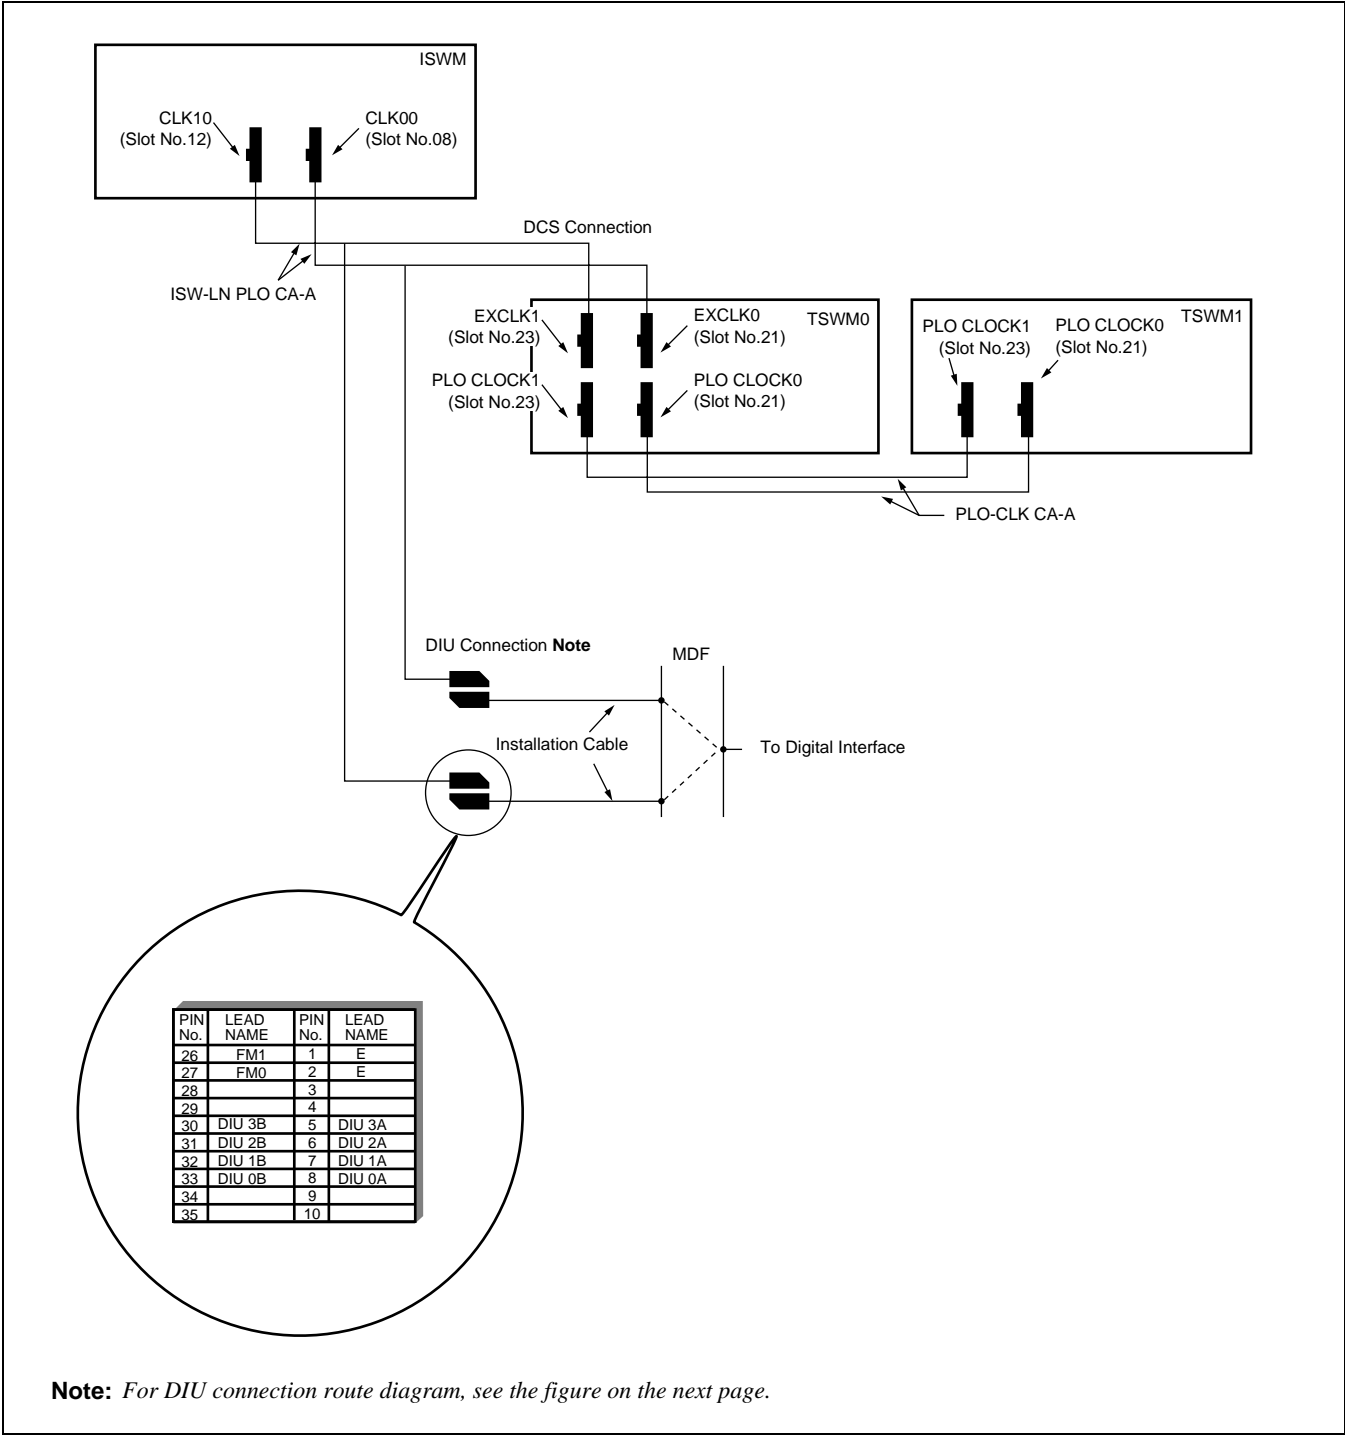 ISWM
CLK10
(Slot No.12)
CLK00
(Slot No.08)
DCS Connection
ISW-LN PLO CA-A
EXCLK1
(Slot No.23)
EXCLK0
(Slot No.21)
TSWM0
PLO CLOCK1
(Slot No.23)
PLO CLOCK0
(Slot No.21)
TSWM1
PLO CLOCK1
(Slot No.23)
PLO CLOCK0
(Slot No.21)
PLO-CLK CA-A
DIU Connection Note
MDF
Installation Cable
To Digital Interface
PIN No. LEAD NAME PIN No. LEAD NAME
26 FM1 1 E
27 FM0 2 E
28 3
29 4
30 DIU 3B 5 DIU 3A
31 DIU 2B 6 DIU 2A
32 DIU 1B 7 DIU 1A
33 DIU 0B 8 DIU 0A
34 9
35 10
Note: For DIU connection route diagram, see the figure on the next page.